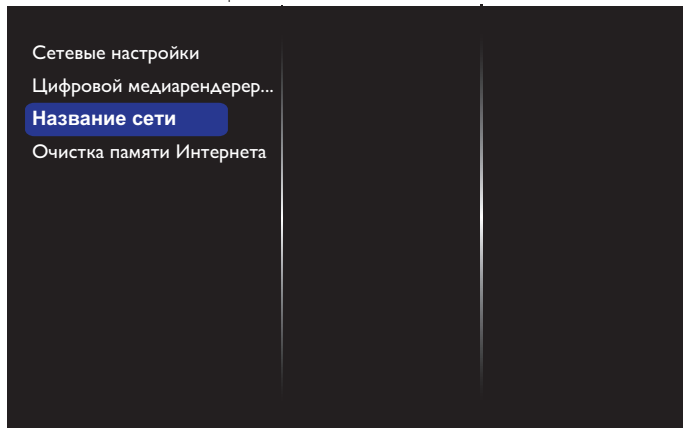 Сетевые настройки
Цифровой медиарендерер...
Название сети
Очистка памяти Интернета